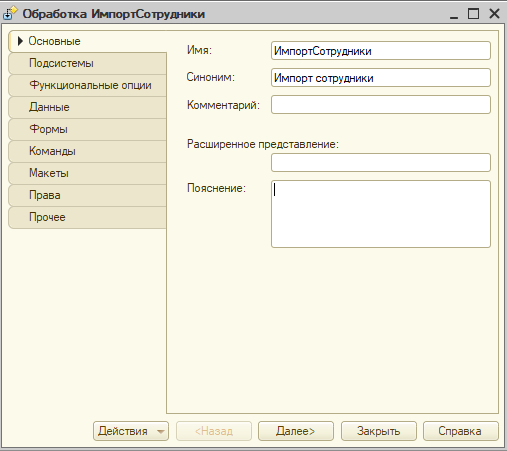 Обработка ИмпортСотрудники
Основные
Подсистемы
Функциональные опции
Данные
Формы
Команды
Макеты
Права
Прочее
Имя: ИмпортСотрудники
Синоним: Импорт сотрудники
Комментарий:
Расширенное представление:
Пояснение:
Действия <Назад Далее> Закрыть Справка